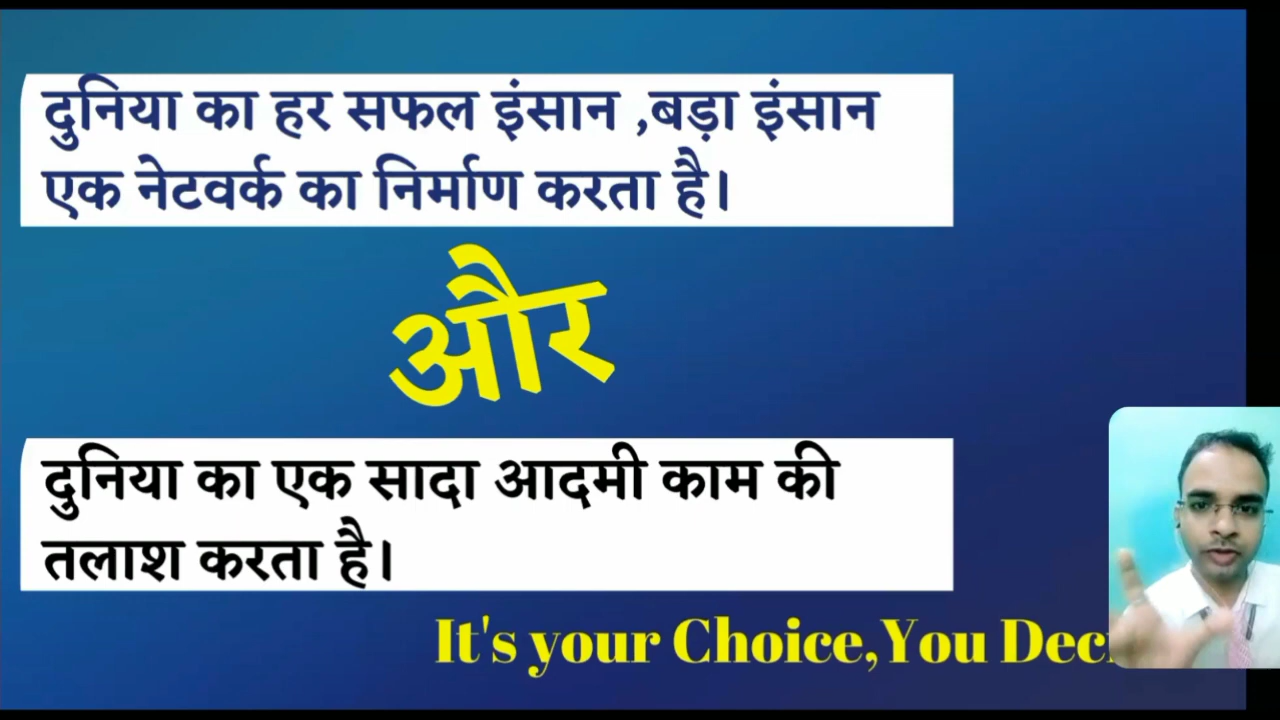 दुनिया का हर सफल इंसान ,बड़ा इंसान
एक नेटवर्क का निर्माण करता है।
और
दुनिया का एक सादा आदमी काम की
तलाश करता है।
It's your Choice,You